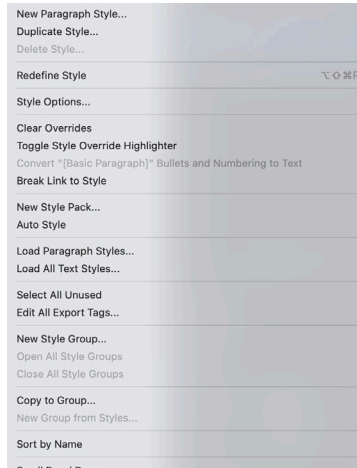 New Paragraph Style...
Duplicate Style...
Delete Style...
Redefine Style ⌥⇧⌘R
Style Options...
Clear Overrides
Toggle Style Override Highlighter
Convert "[Basic Paragraph]" Bullets and Numbering to Text
Break Link to Style
New Style Pack...
Auto Style
Load Paragraph Styles...
Load All Text Styles...
Select All Unused
Edit All Export Tags...
New Style Group...
Open All Style Groups
Close All Style Groups
Copy to Group...
New Group from Styles...
Sort by Name